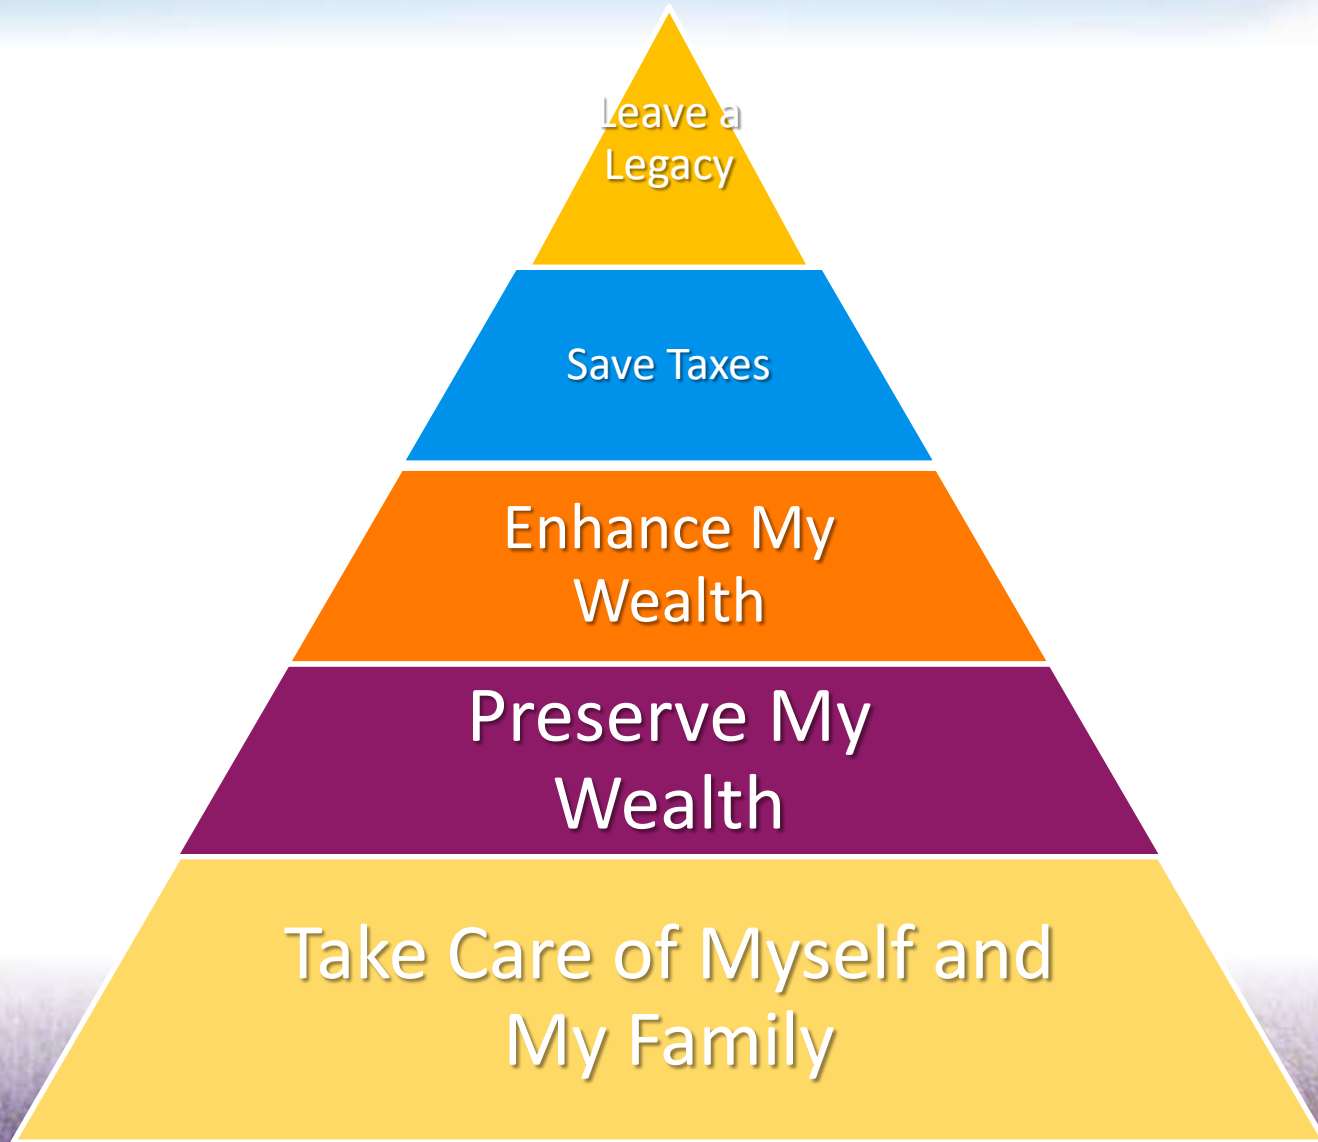 Leave a
Legacy
Save Taxes
Enhance My
Wealth
Preserve My
Wealth
Take Care of Myself and
My Family